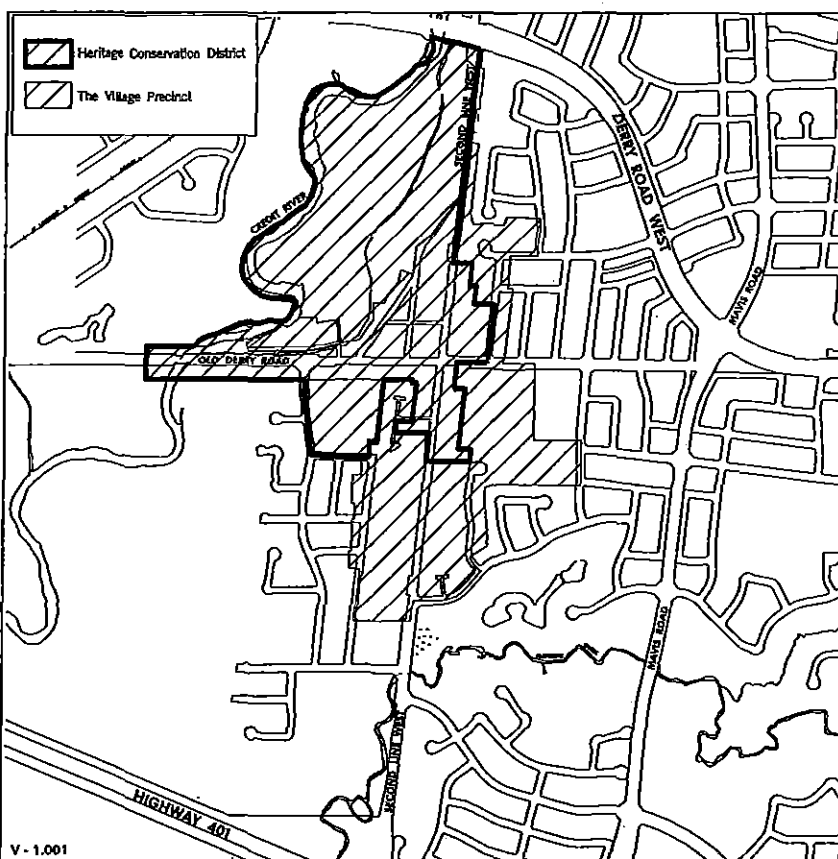 Heritage Conservation District
The Village Precinct
SECOND LINE WEST
DERRY ROAD WEST
CREDIT RIVER
MAVIS ROAD
OLD DERRY ROAD
MAVIS ROAD
SECOND LINE WEST
HIGHWAY 401
V - 1.001